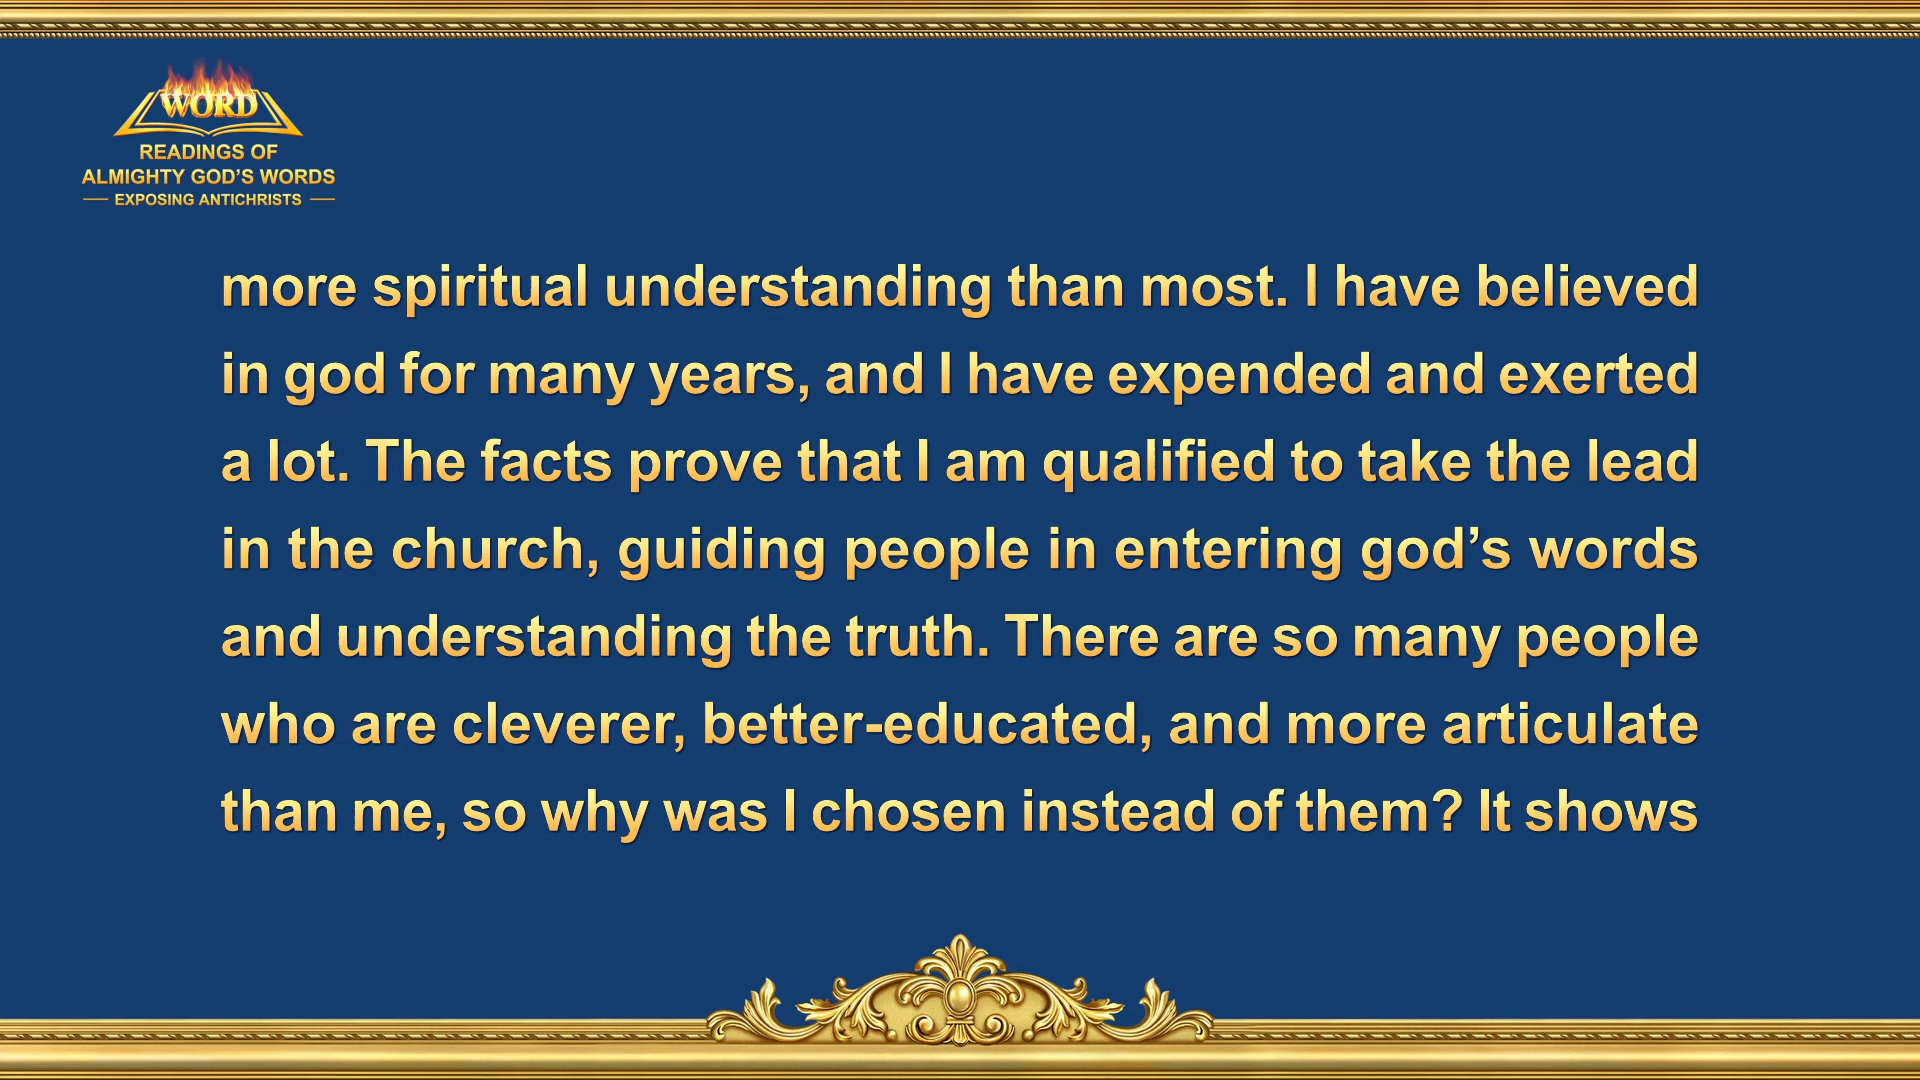 WORD
READINGS OF
ALMIGHTY GOD’S WORDS
EXPOSING ANTICHRISTS
more spiritual understanding than most. I have believed
in god for many years, and I have expended and exerted
a lot. The facts prove that I am qualified to take the lead
in the church, guiding people in entering god’s words
and understanding the truth. There are so many people
who are cleverer, better-educated, and more articulate
than me, so why was I chosen instead of them? It shows